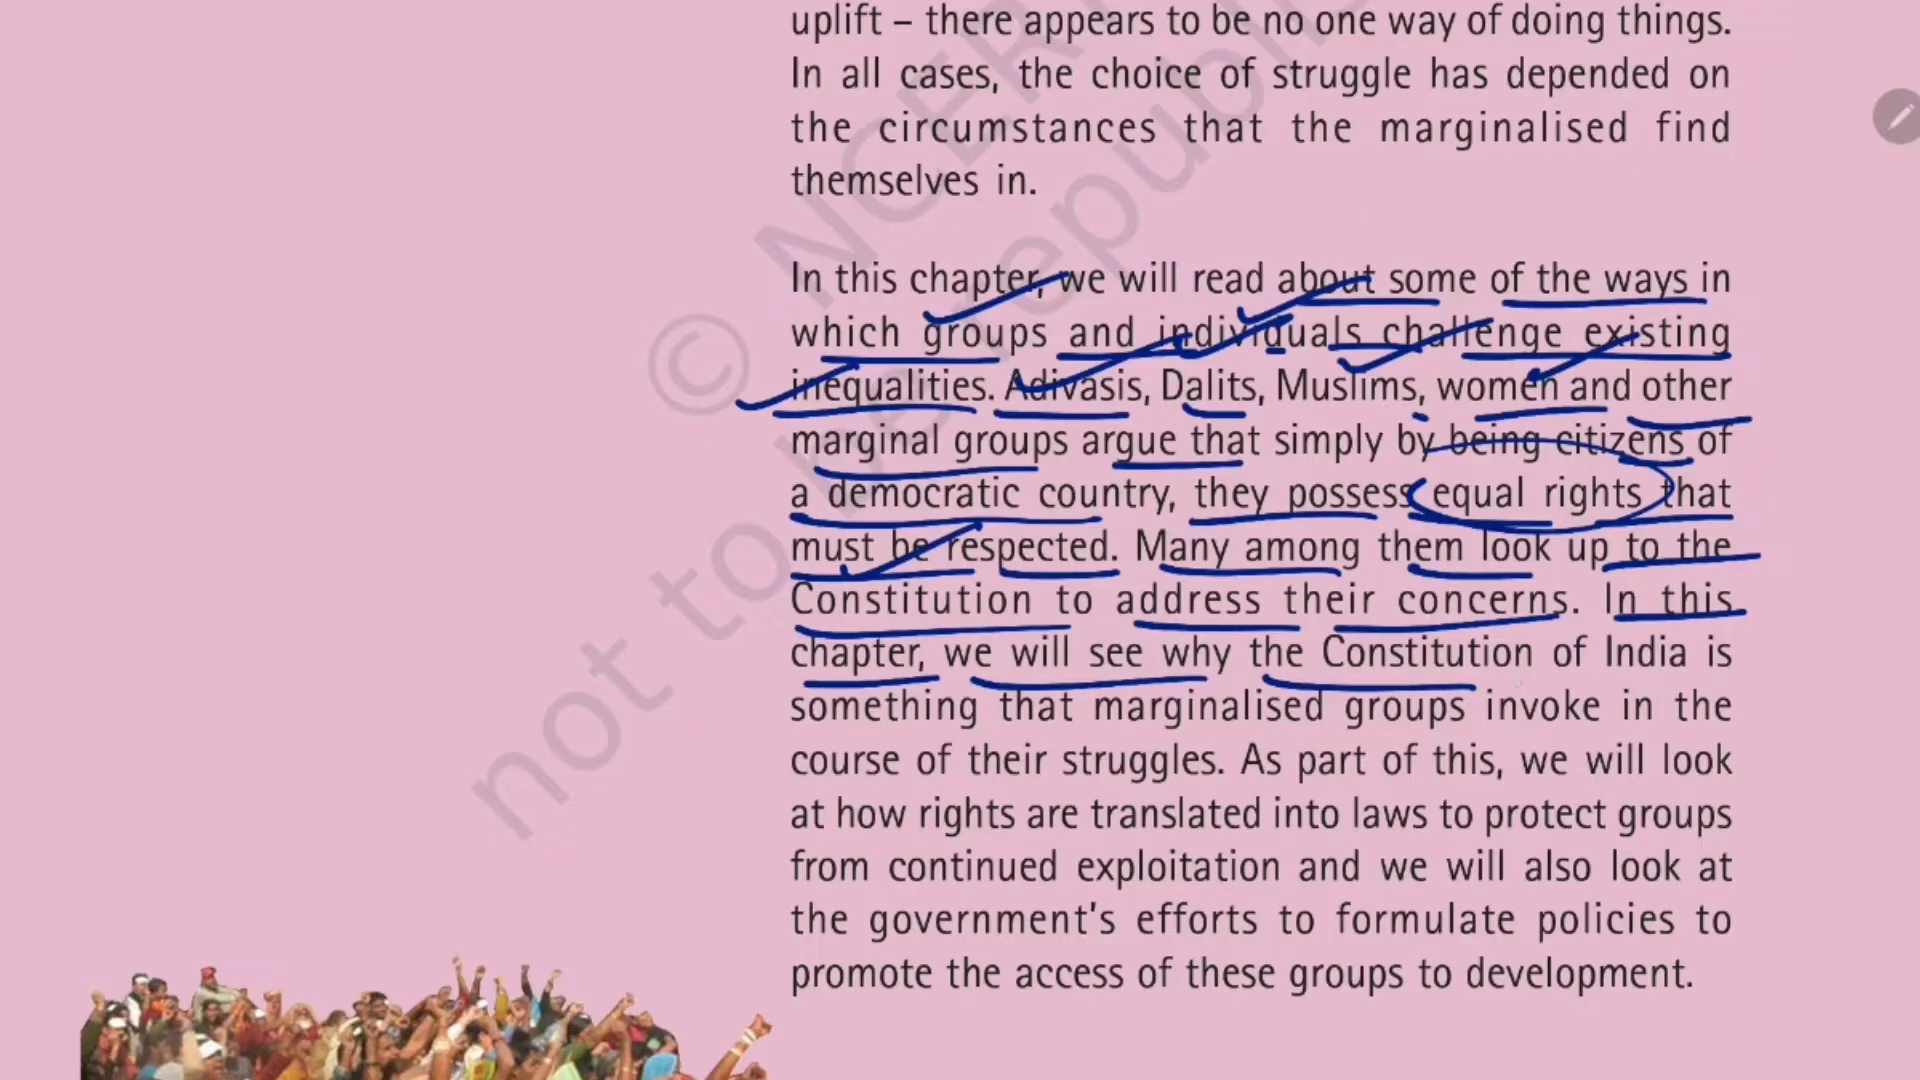 uplift – there appears to be no one way of doing things.
In all cases, the choice of struggle has depended on
the circumstances that the marginalised find
themselves in.
In this chapter, we will read about some of the ways in
which groups and individuals challenge existing
inequalities. Adivasis, Dalits, Muslims, women and other
marginal groups argue that simply by being citizens of
a democratic country, they possess equal rights that
must be respected. Many among them look up to the
Constitution to address their concerns. In this
chapter, we will see why the Constitution of India is
something that marginalised groups invoke in the
course of their struggles. As part of this, we will look
at how rights are translated into laws to protect groups
from continued exploitation and we will also look at
the government's efforts to formulate policies to
promote the access of these groups to development.
© NCERT
not to be republi